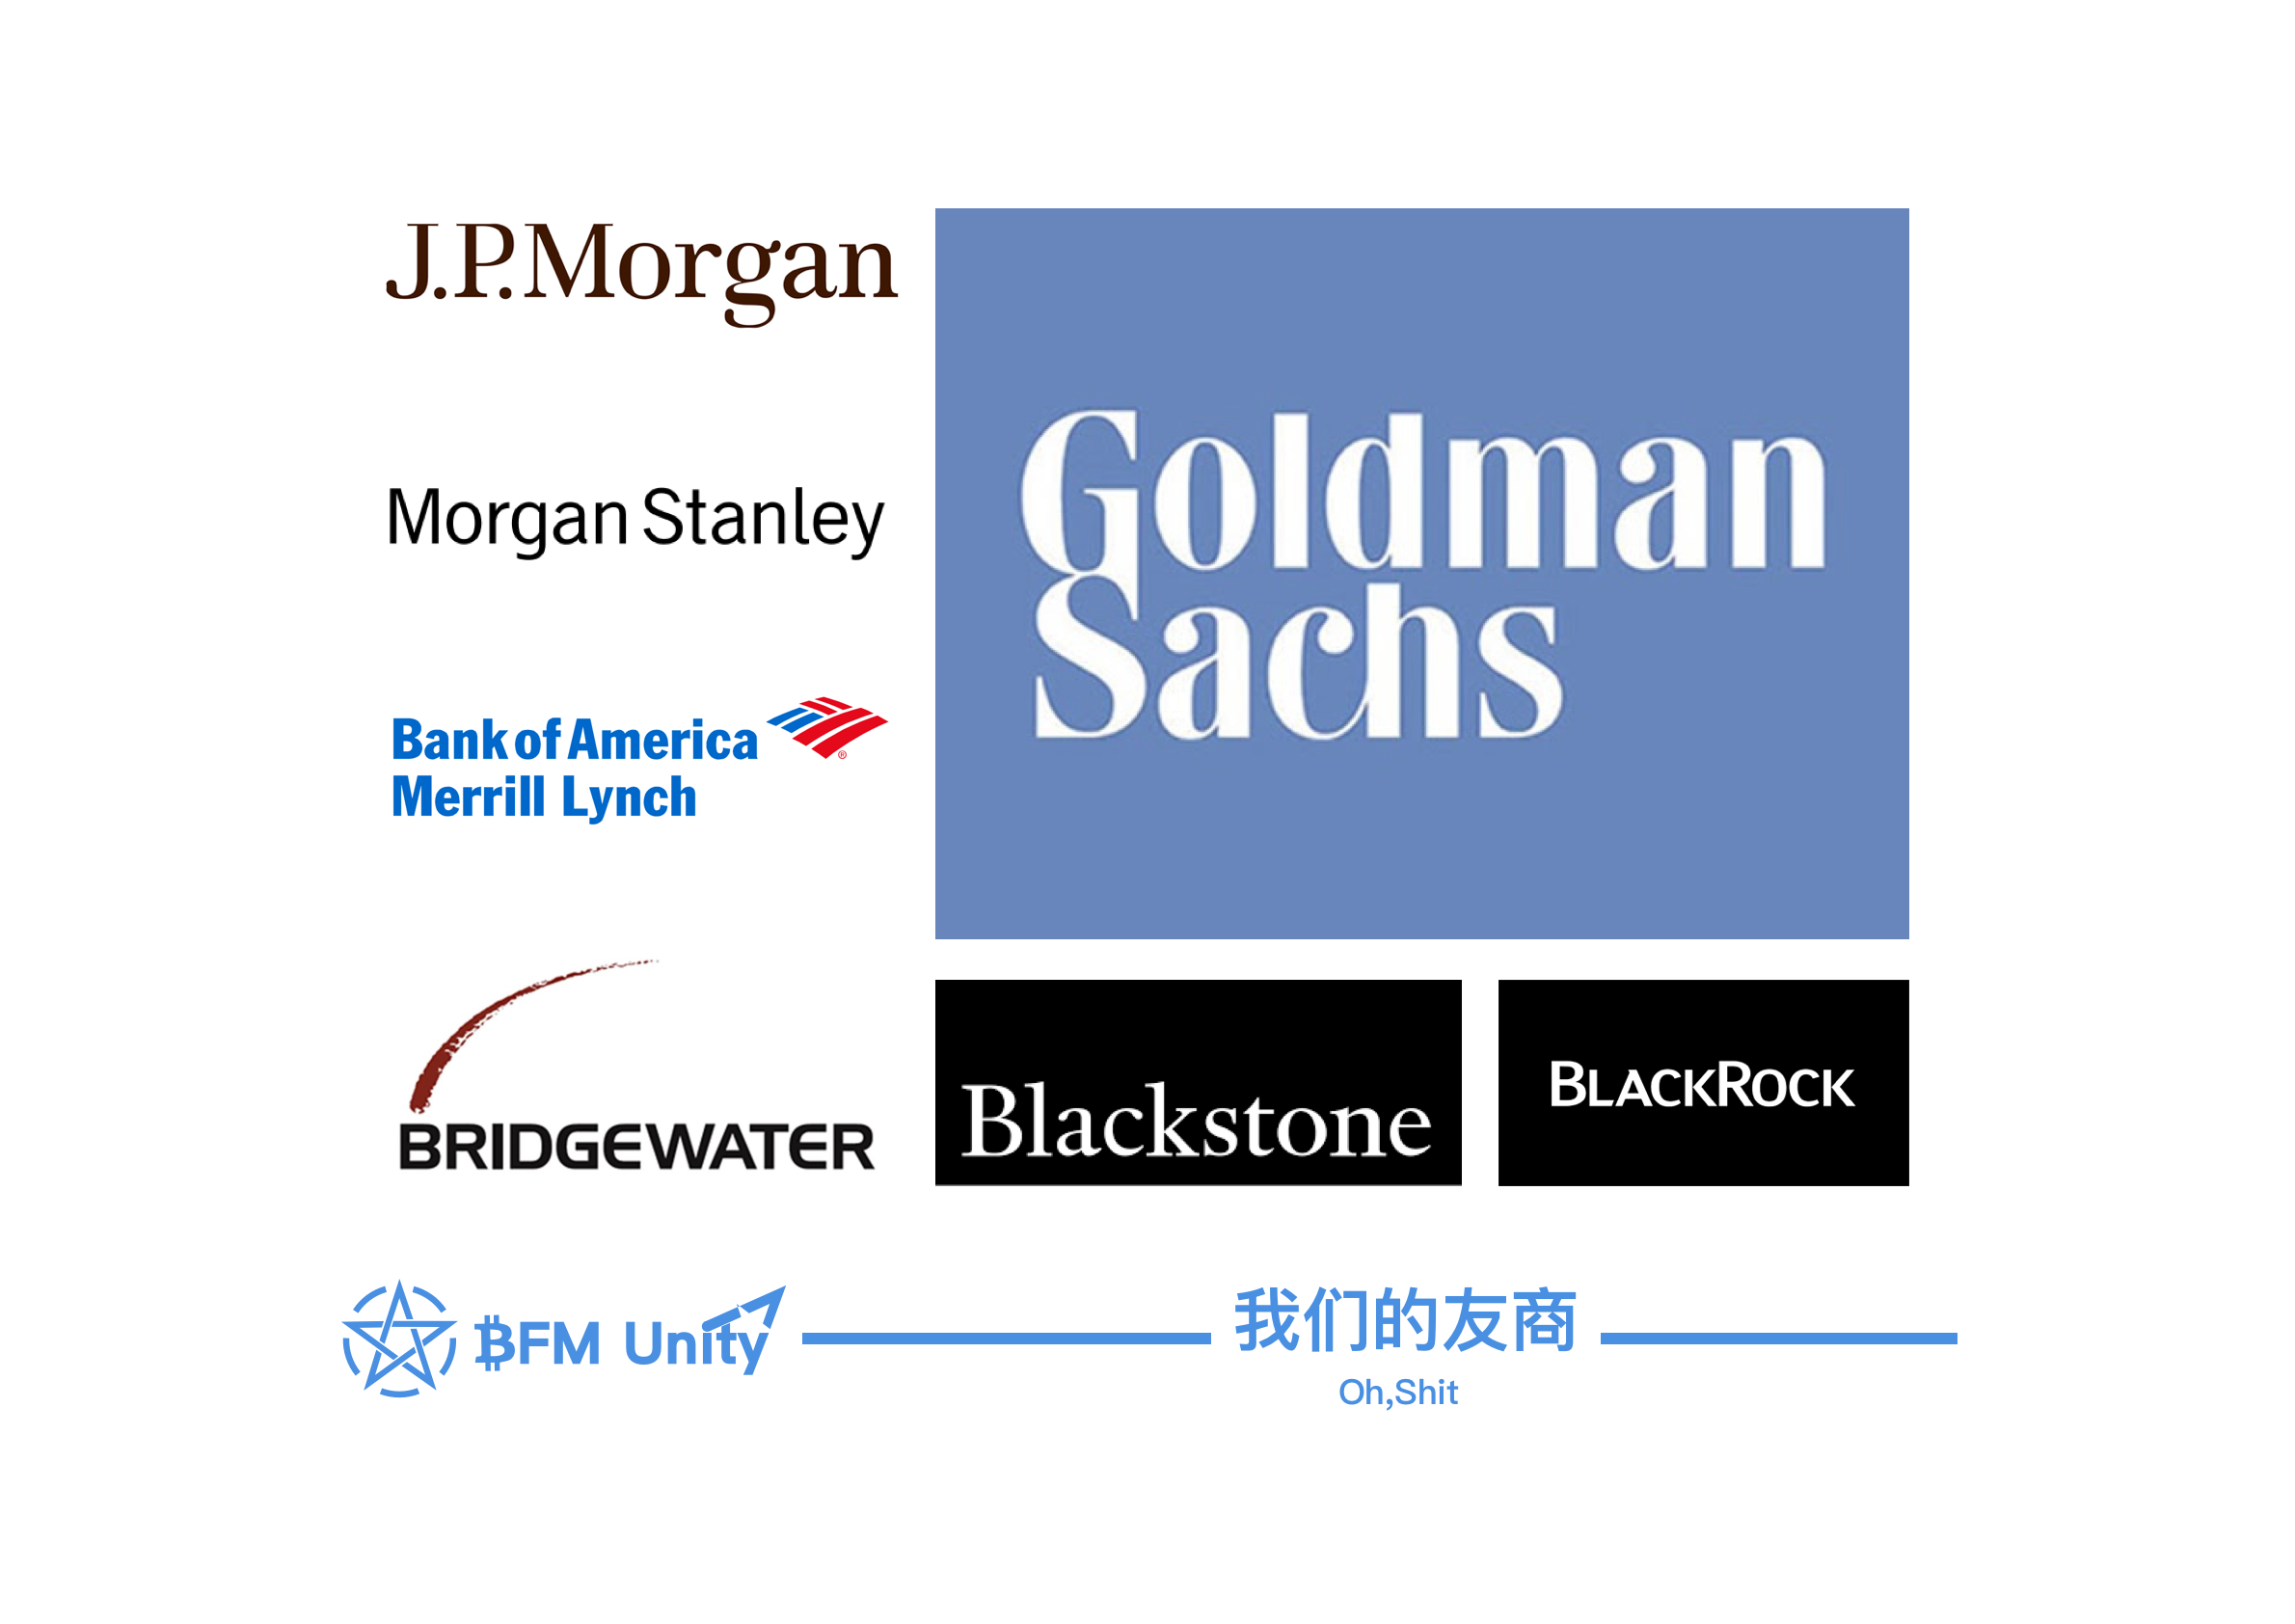 J.P.Morgan
Morgan Stanley
Bank of America
Merrill Lynch
BRIDGEWATER
Goldman
Sachs
Blackstone
BLACKROCK
BFM Unity
我们的友商
Oh,Shit